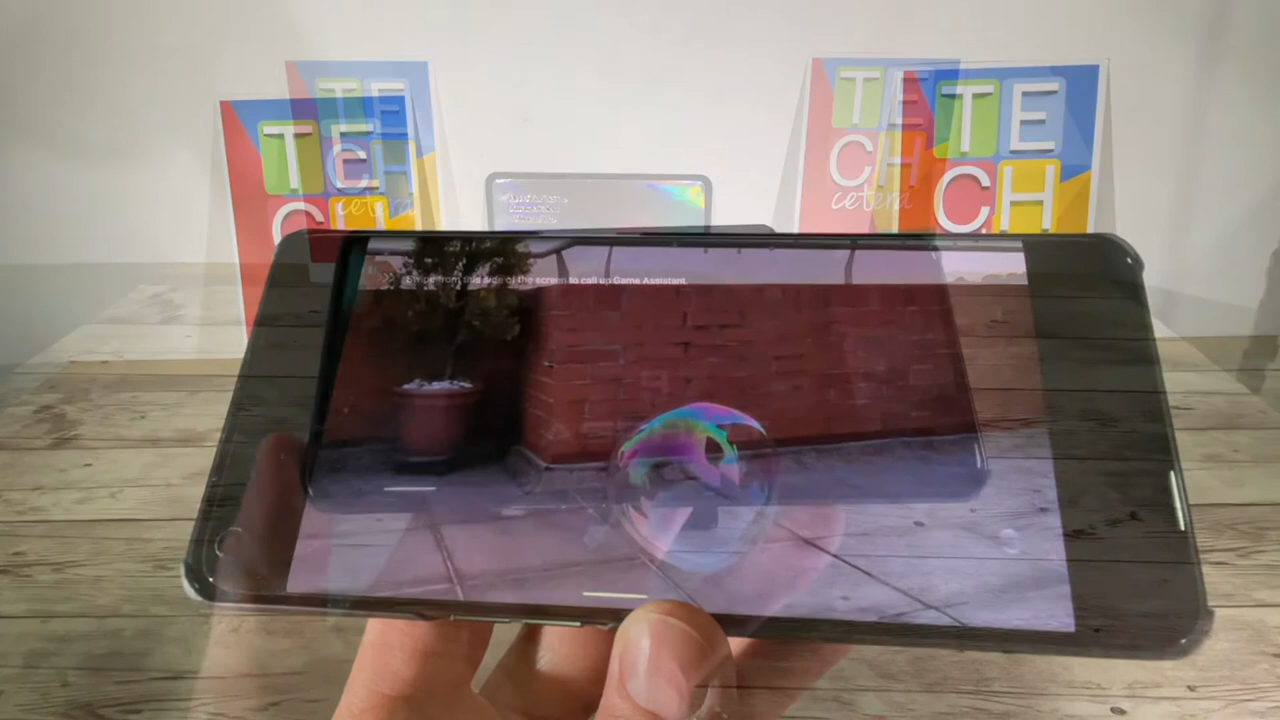 TE
CH
cetera
TE
CH
TE
CH
cetera
TE
CH
Swipe from this side of the screen to call up Game Assistant.